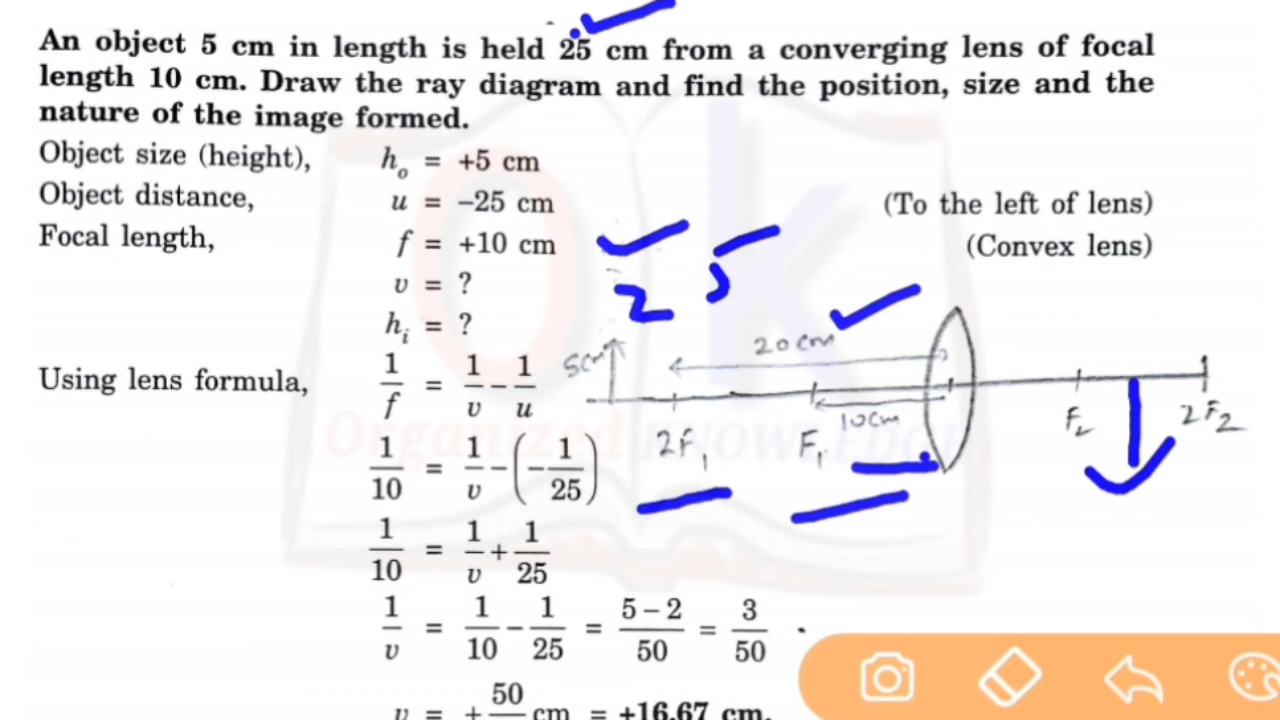 An object 5 cm in length is held 25 cm from a converging lens of focal
length 10 cm. Draw the ray diagram and find the position, size and the
nature of the image formed.
Object size (height), hₒ = +5 cm
Object distance, u = –25 cm (To the left of lens)
Focal length, f = +10 cm (Convex lens)
2 5
v = ?
hᵢ = ?
20 cm
5cm
Using lens formula, 1/f = 1/v – 1/u
10cm
2F₁ F₁ F₂ 2F₂
Organized KNOWLEDGE
1/10 = 1/v – (– 1/25)
1/10 = 1/v + 1/25
1/v = 1/10 – 1/25 = 5 – 2/50 = 3/50
v = + 50 cm = +16.67 cm.